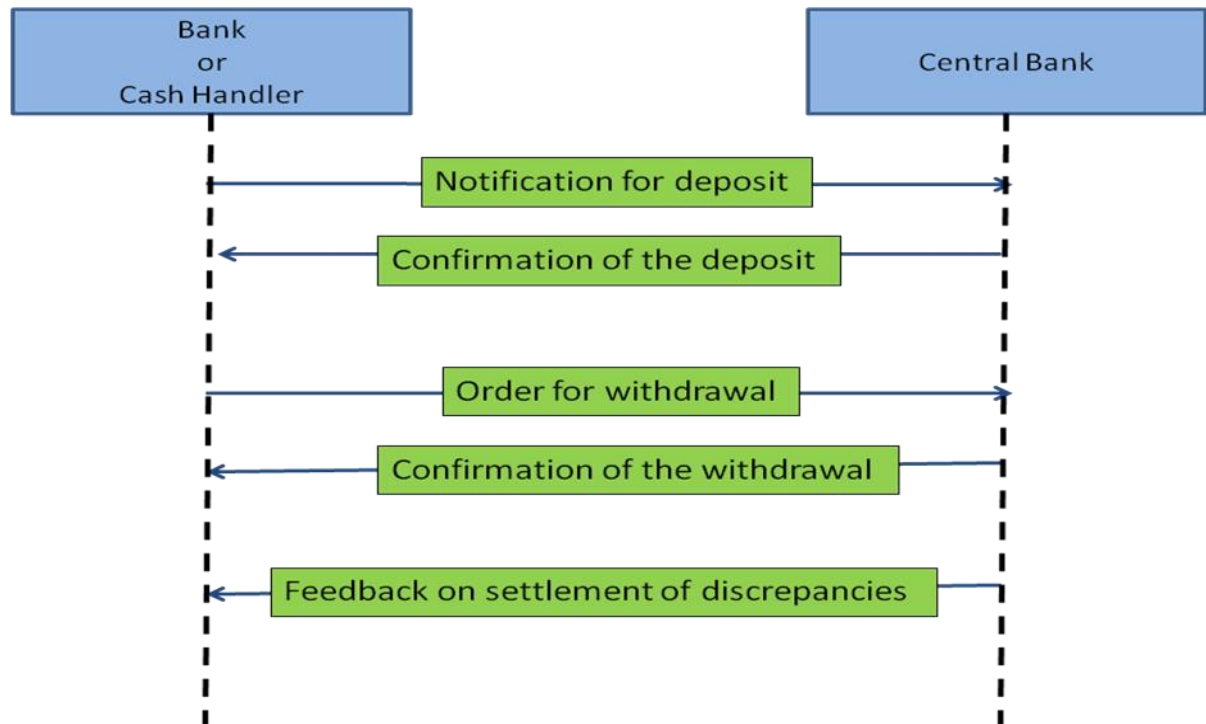 Bank
or
Cash Handler
Central Bank
Notification for deposit
Confirmation of the deposit
Order for withdrawal
Confirmation of the withdrawal
Feedback on settlement of discrepancies